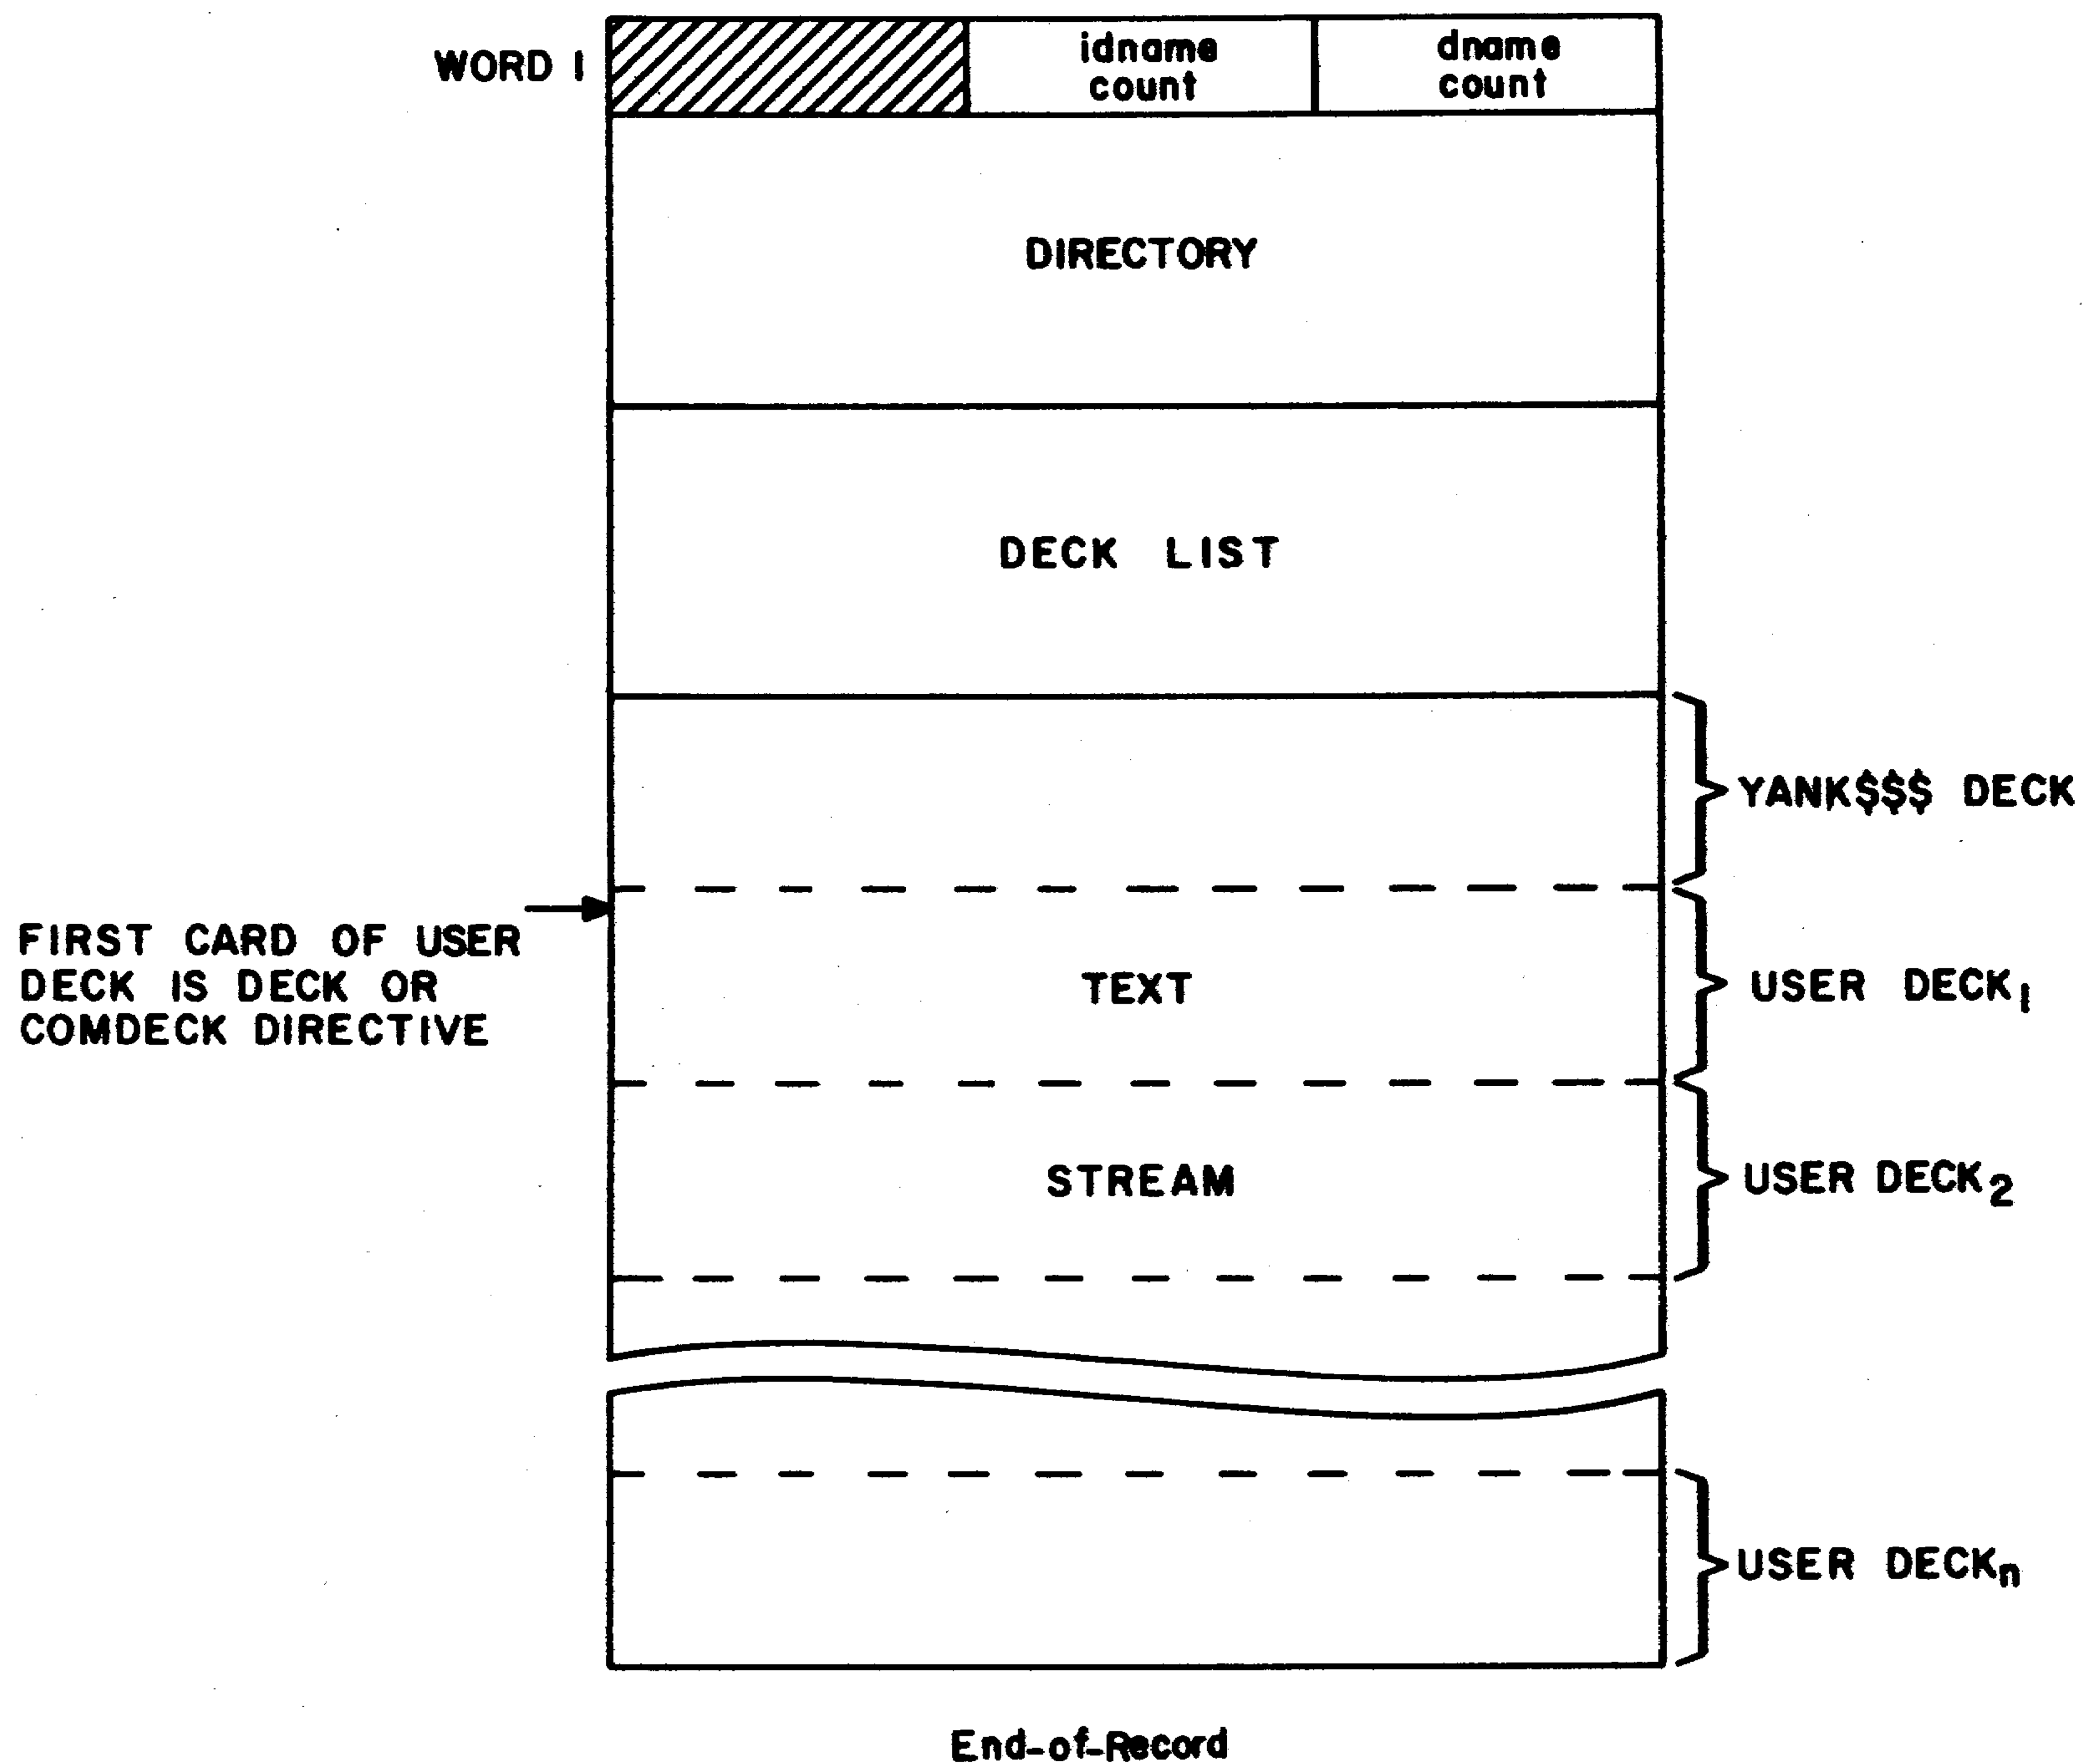 WORD 1
idname
count
dname
count
DIRECTORY
DECK LIST
YANK$$$ DECK
FIRST CARD OF USER
DECK IS DECK OR
COMDECK DIRECTIVE
TEXT
USER DECK1
STREAM
USER DECK2
USER DECKn
End-of-Record